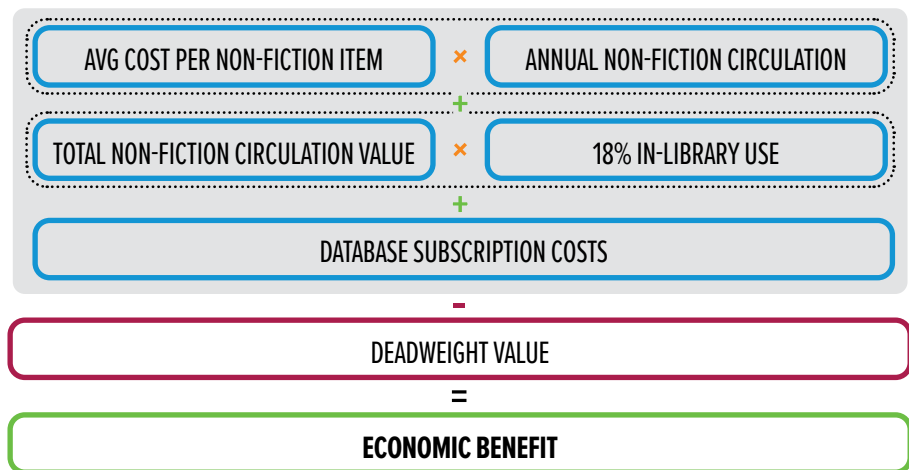 AVG COST PER NON-FICTION ITEM × ANNUAL NON-FICTION CIRCULATION
+
TOTAL NON-FICTION CIRCULATION VALUE × 18% IN-LIBRARY USE
+
DATABASE SUBSCRIPTION COSTS
-
DEADWEIGHT VALUE
=
ECONOMIC BENEFIT